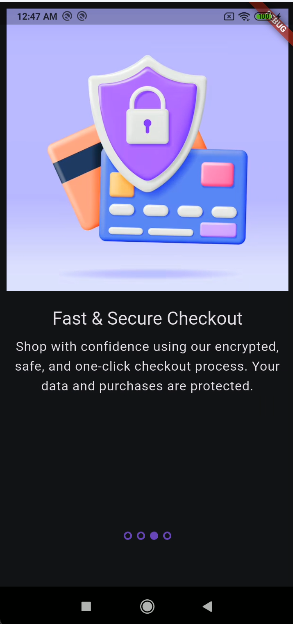 12:47 AM
100
BUG
Fast & Secure Checkout
Shop with confidence using our encrypted,
safe, and one-click checkout process. Your
data and purchases are protected.